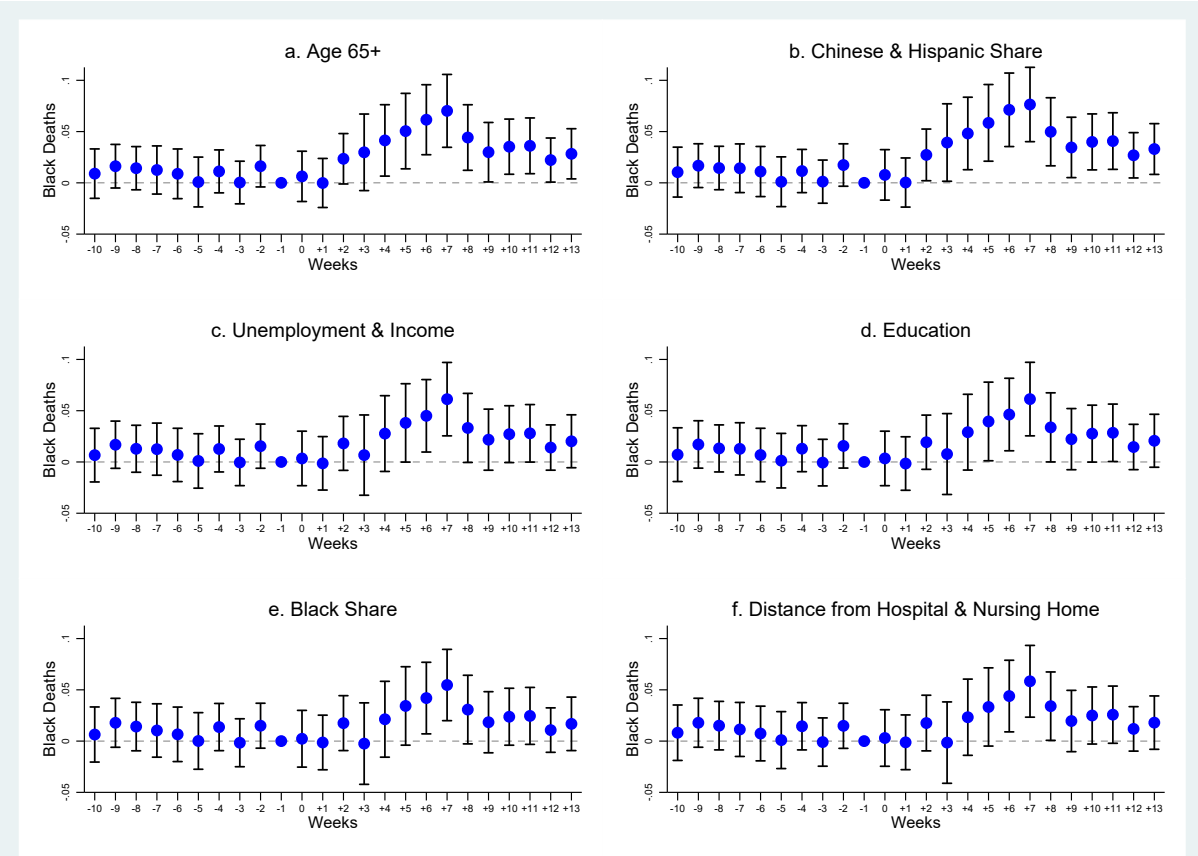 a. Age 65+
Black Deaths
.1
.05
0
-.05
-10 -9 -8 -7 -6 -5 -4 -3 -2 -1 0 +1 +2 +3 +4 +5 +6 +7 +8 +9 +10 +11 +12 +13
Weeks
b. Chinese & Hispanic Share
Black Deaths
.1
.05
0
-.05
-10 -9 -8 -7 -6 -5 -4 -3 -2 -1 0 +1 +2 +3 +4 +5 +6 +7 +8 +9 +10 +11 +12 +13
Weeks
c. Unemployment & Income
Black Deaths
.1
.05
0
-.05
-10 -9 -8 -7 -6 -5 -4 -3 -2 -1 0 +1 +2 +3 +4 +5 +6 +7 +8 +9 +10 +11 +12 +13
Weeks
d. Education
Black Deaths
.1
.05
0
-.05
-10 -9 -8 -7 -6 -5 -4 -3 -2 -1 0 +1 +2 +3 +4 +5 +6 +7 +8 +9 +10 +11 +12 +13
Weeks
e. Black Share
Black Deaths
.1
.05
0
-.05
-10 -9 -8 -7 -6 -5 -4 -3 -2 -1 0 +1 +2 +3 +4 +5 +6 +7 +8 +9 +10 +11 +12 +13
Weeks
f. Distance from Hospital & Nursing Home
Black Deaths
.1
.05
0
-.05
-10 -9 -8 -7 -6 -5 -4 -3 -2 -1 0 +1 +2 +3 +4 +5 +6 +7 +8 +9 +10 +11 +12 +13
Weeks